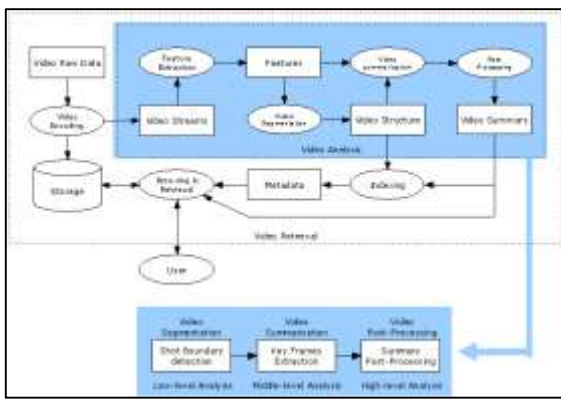 Video Raw Data
Feature
Extraction
Features
Video
Summarization
Post
Processing
Video
Encoding
Video Streams
Video
Segmentation
Video Structure
Video Summary
Video Analysis
Storage
Browsing &
Retrieval
Metadata
Indexing
Video Retrieval
User
Video
Segmentation
Video
Summarisation
Video
Post-Processing
Shot Boundary
detection
Key Frames
Extraction
Summary
Post-Processing
Low-level Analysis
Middle-level Analysis
High-level Analysis